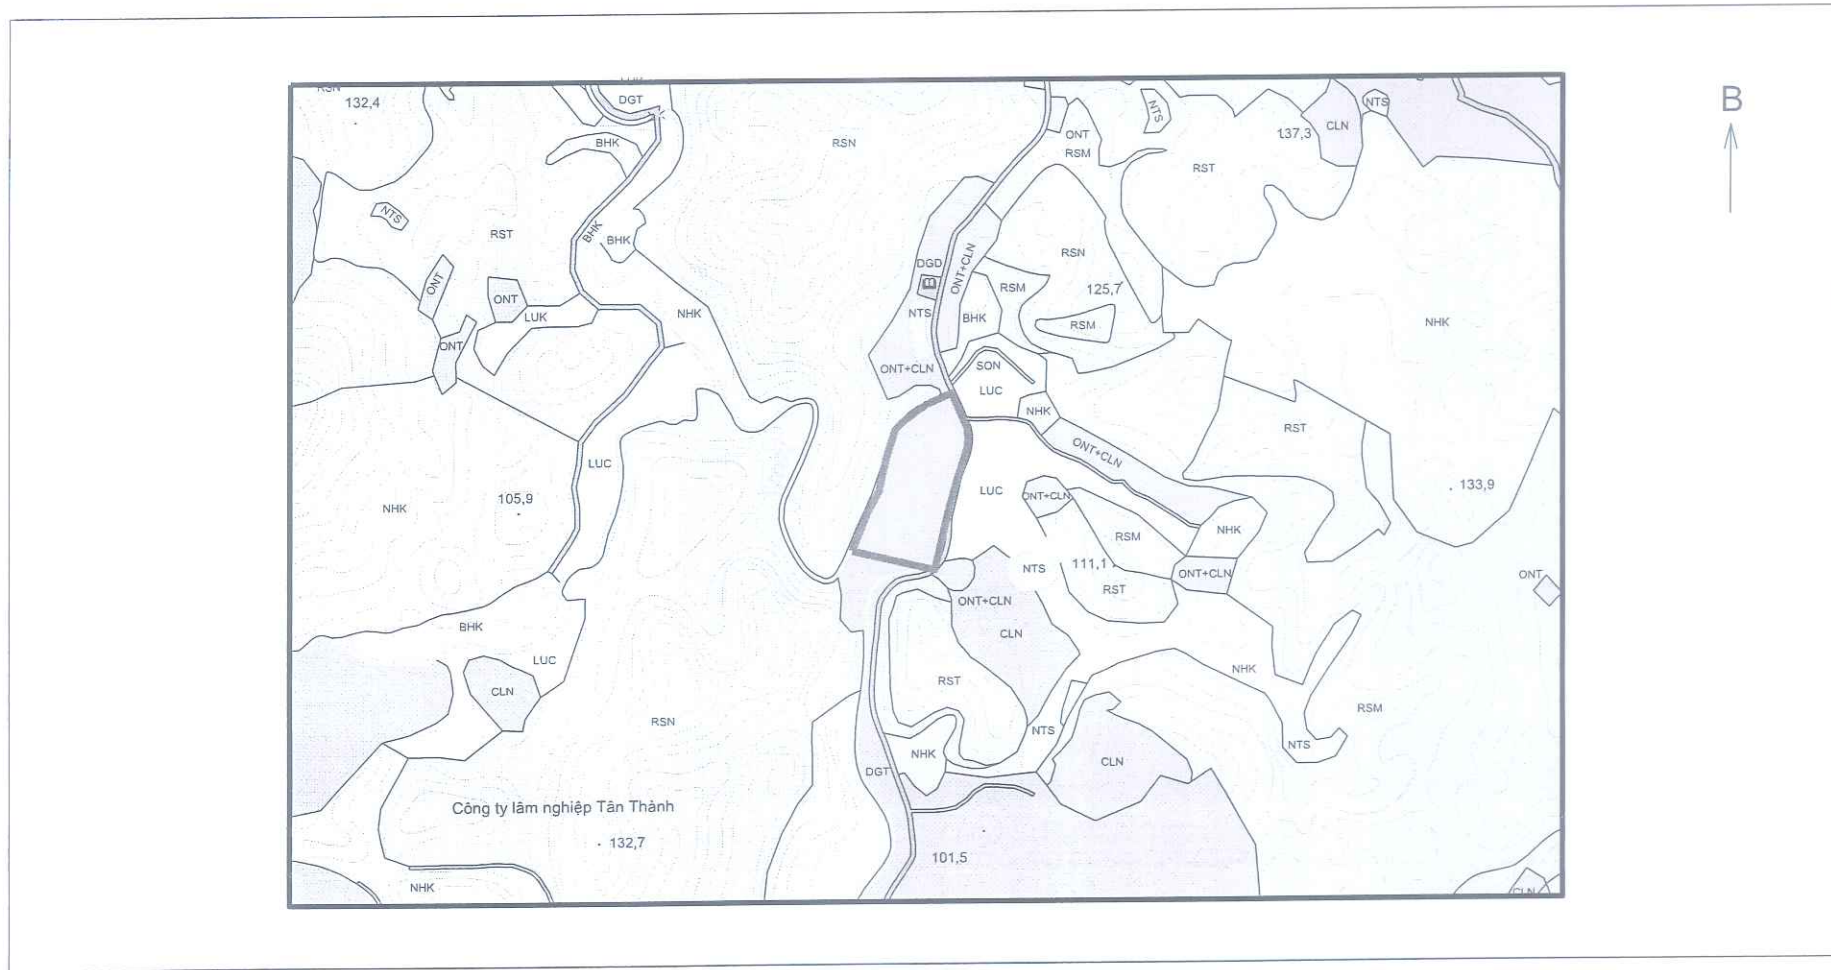 RSN
132,4
DGT
BHK
RSN
ONT
RSM
NTS
137,3
CLN
NTS
B
RST
NTS
RST
BHK
BHK
ONT
ONT
LUK
ONT
NHK
DGD
ONT+CLN
NTS
BHK
RSM
RSN
125,7
RSM
NHK
ONT+CLN
SON
LUC
NHK
RST
ONT+CLN
LUC
105,9
NHK
LUC
ONT+CLN
133,9
RSM
NHK
NTS
111,1
RST
ONT+CLN
ONT
ONT+CLN
CLN
BHK
LUC
CLN
RST
NHK
RSM
RSN
NTS
NTS
NHK
DGT
CLN
Công ty lâm nghiệp Tân Thành
132,7
101,5
NHK
CLN